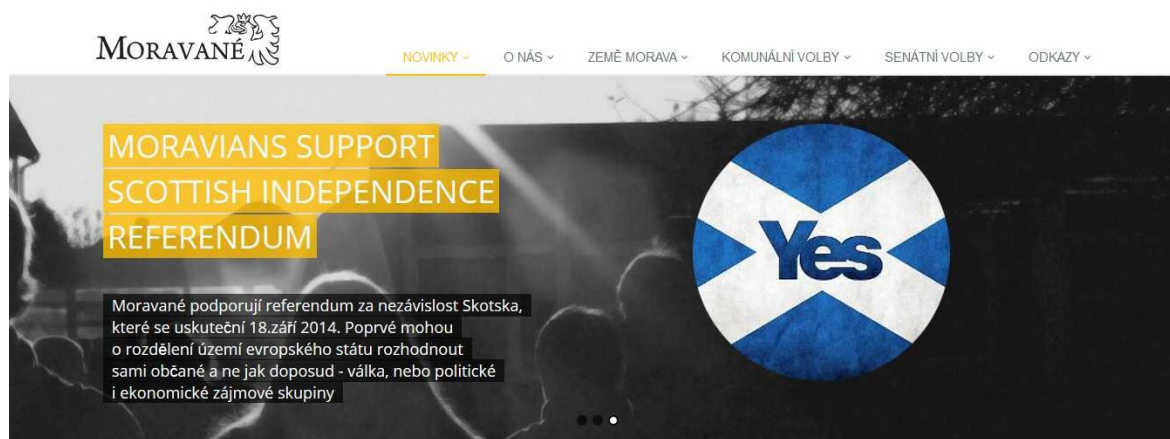 MORAVANÉ
NOVINKY
O NÁS
ZEMĚ MORAVA
KOMUNÁLNÍ VOLBY
SENÁTNÍ VOLBY
ODKAZY
MORAVIANS SUPPORT
SCOTTISH INDEPENDENCE
REFERENDUM
Yes
Moravané podporují referendum za nezávislost Skotska,
které se uskuteční 18.září 2014. Poprvé mohou
o rozdělení území evropského státu rozhodnout
sami občané a ne jak doposud - válka, nebo politické
i ekonomické zájmové skupiny